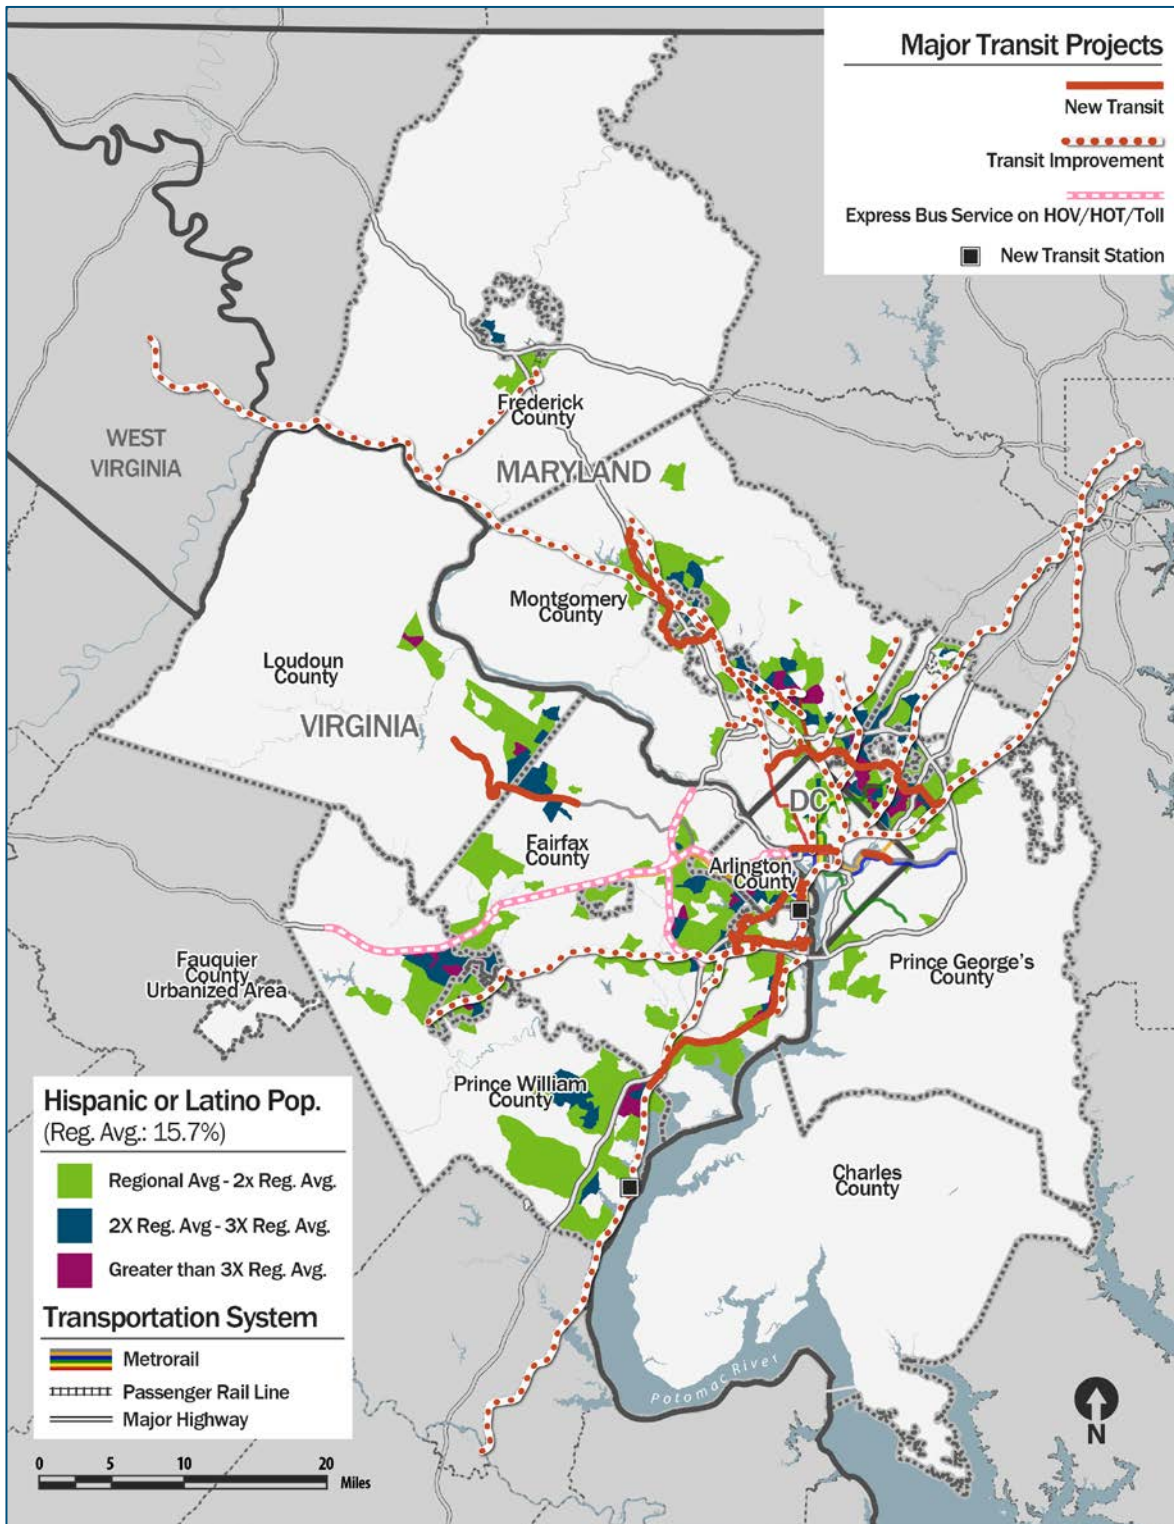 Major Transit Projects
New Transit
Transit Improvement
Express Bus Service on HOV/HOT/Toll
New Transit Station
Frederick
County
WEST
VIRGINIA
MARYLAND
Montgomery
County
Loudoun
County
VIRGINIA
DC
Fairfax
County
Arlington
County
Fauquier
County
Urbanized Area
Prince George's
County
Prince William
County
Charles
County
Potomac River
Hispanic or Latino Pop.
(Reg. Avg.: 15.7%)
Regional Avg - 2x Reg. Avg.
2X Reg. Avg - 3X Reg. Avg.
Greater than 3X Reg. Avg.
Transportation System
Metrorail
Passenger Rail Line
Major Highway
0 5 10 20
Miles
N